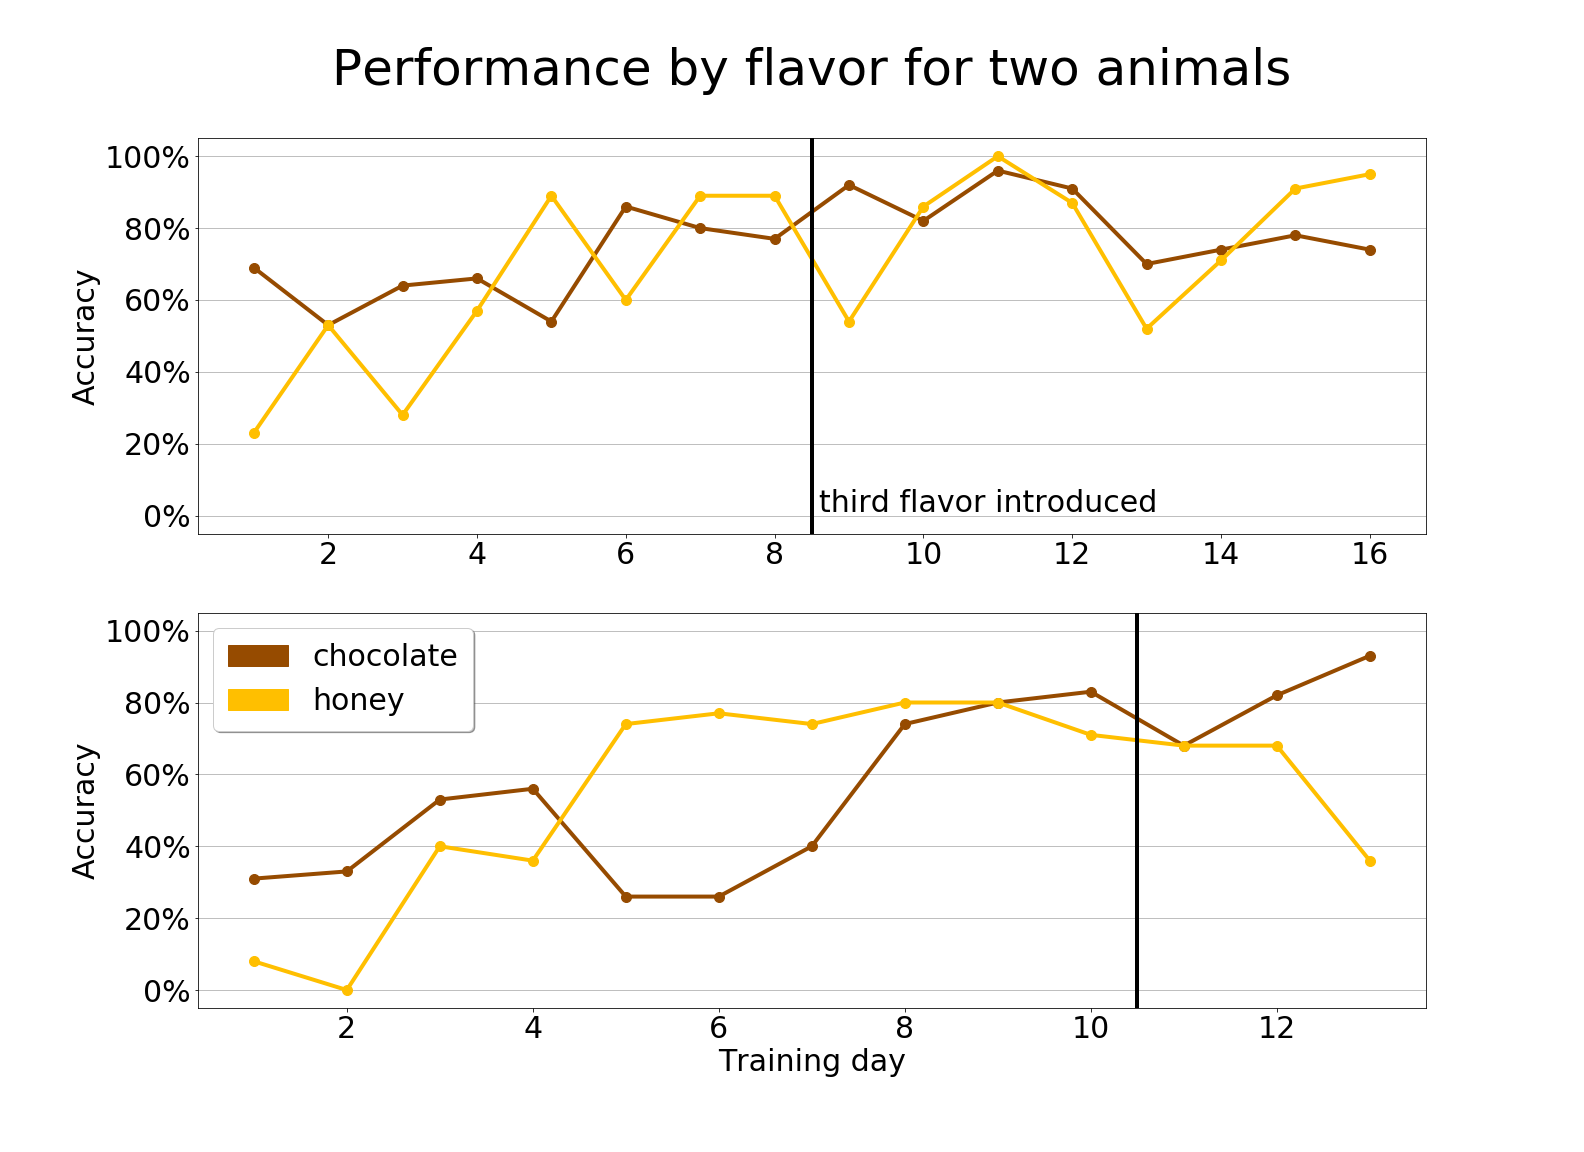 Performance by flavor for two animals
100%
80%
60%
40%
20%
0%
Accuracy
third flavor introduced
2 4 6 8 10 12 14 16
100%
80%
60%
40%
20%
0%
Accuracy
chocolate
honey
2 4 6 8 10 12
Training day